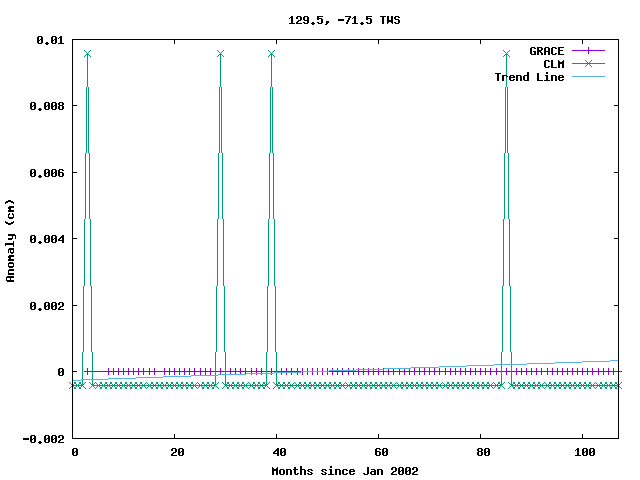 129.5, -71.5 TWS
GRACE
CLM
Trend Line
0.01
0.008
0.006
0.004
0.002
0
-0.002
Anomaly (cm)
0 20 40 60 80 100
Months since Jan 2002